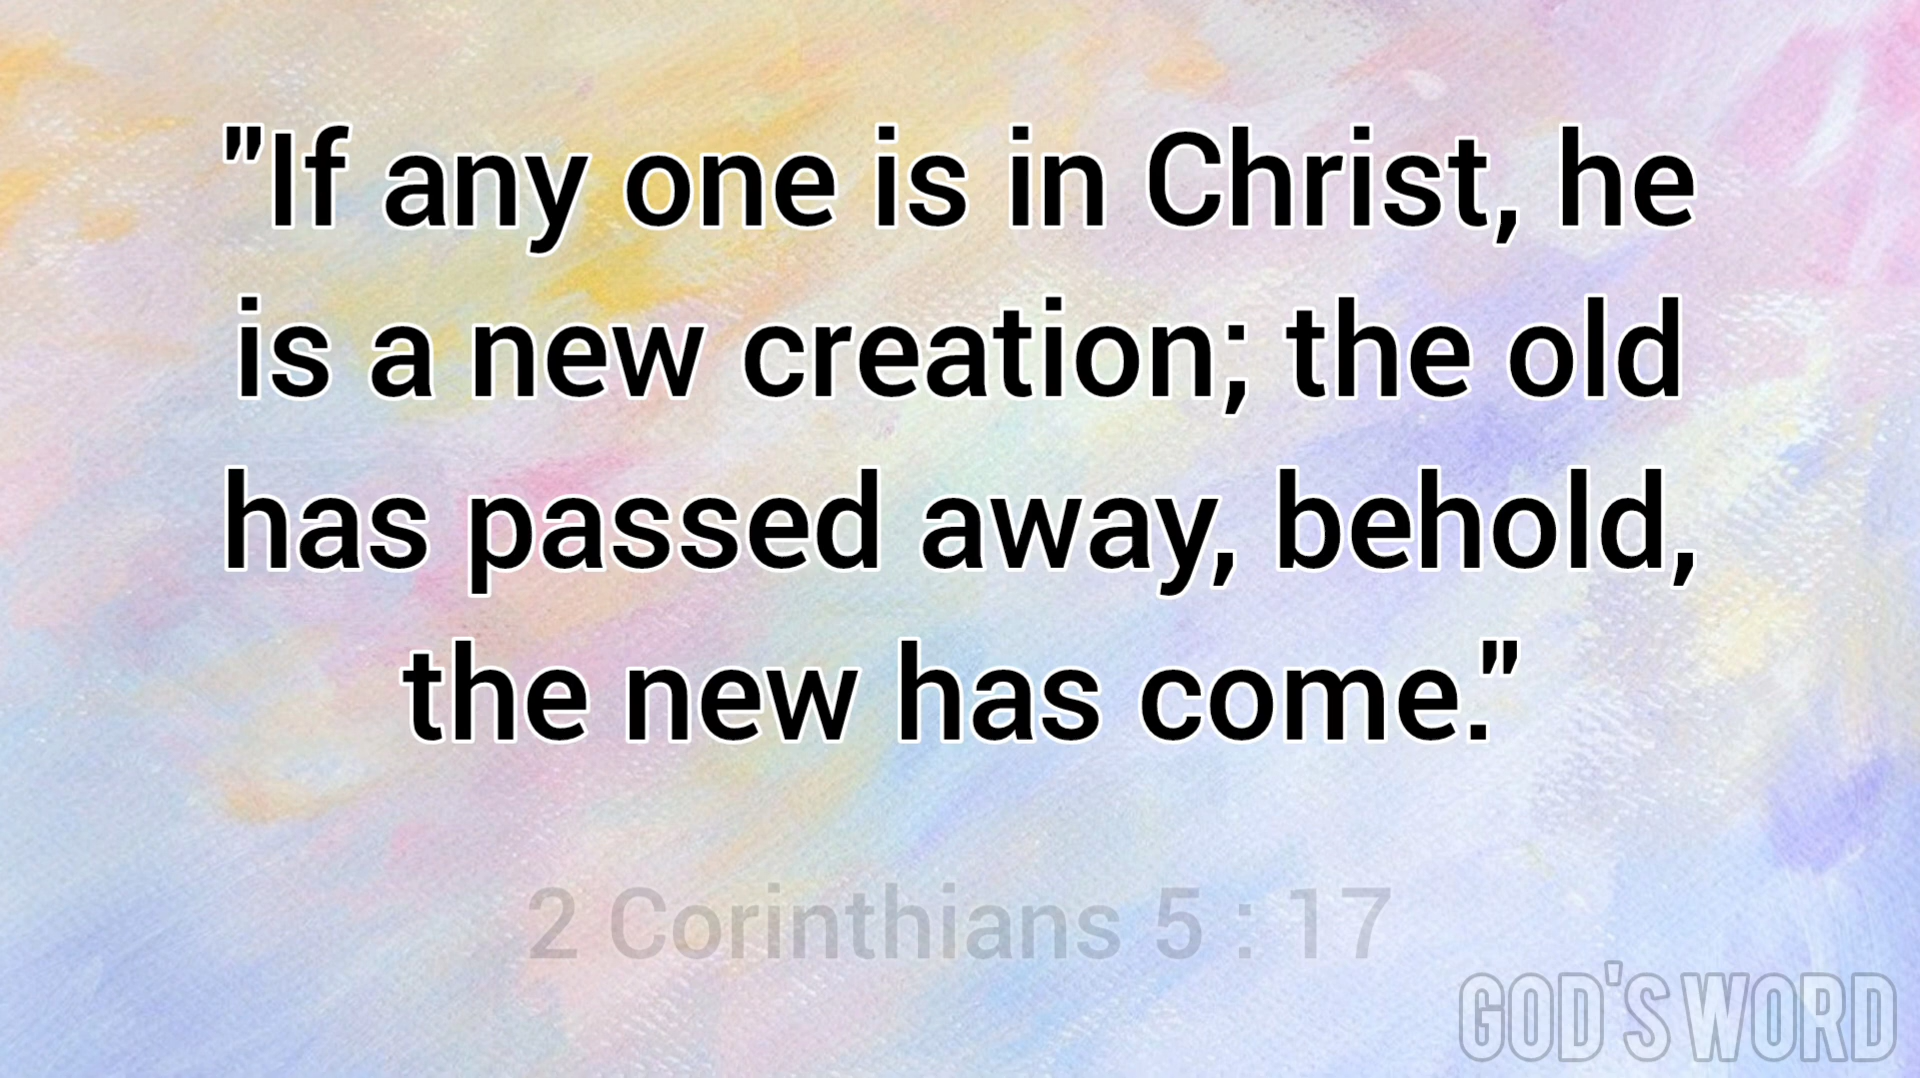 "If any one is in Christ, he
is a new creation; the old
has passed away, behold,
the new has come."
2 Corinthians 5 : 17
GOD'S WORD